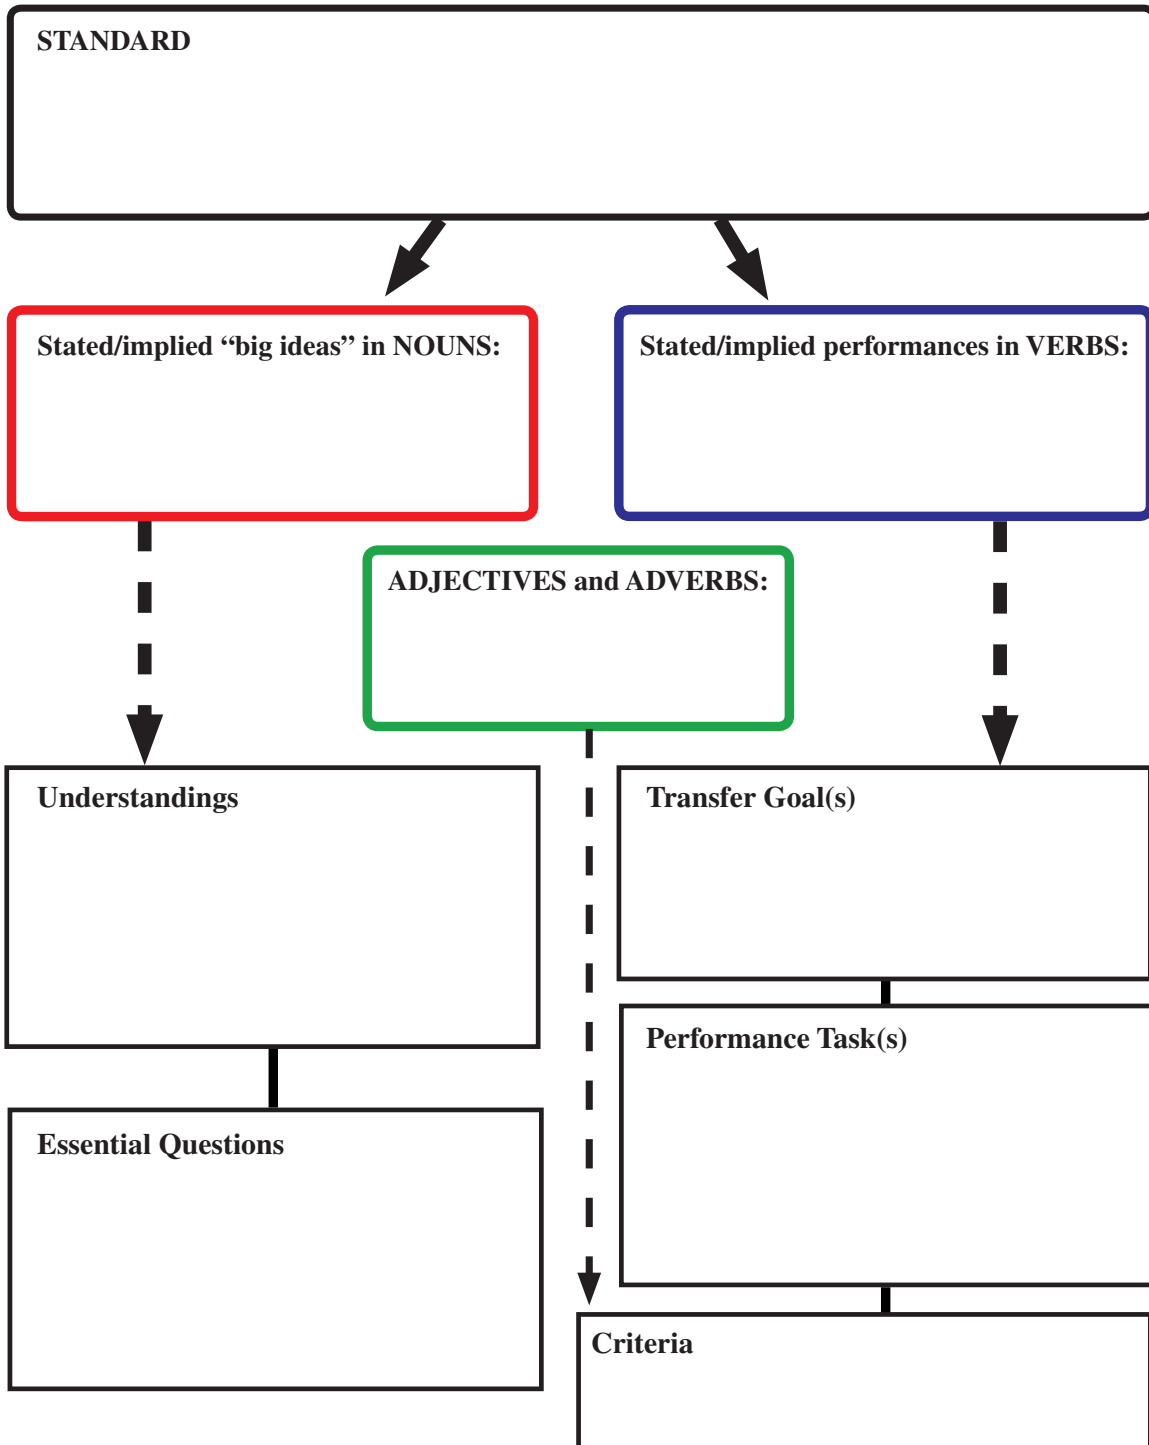 STANDARD
Stated/implied “big ideas” in NOUNS:
Stated/implied performances in VERBS:
ADJECTIVES and ADVERBS:
Understandings
Transfer Goal(s)
Performance Task(s)
Essential Questions
Criteria